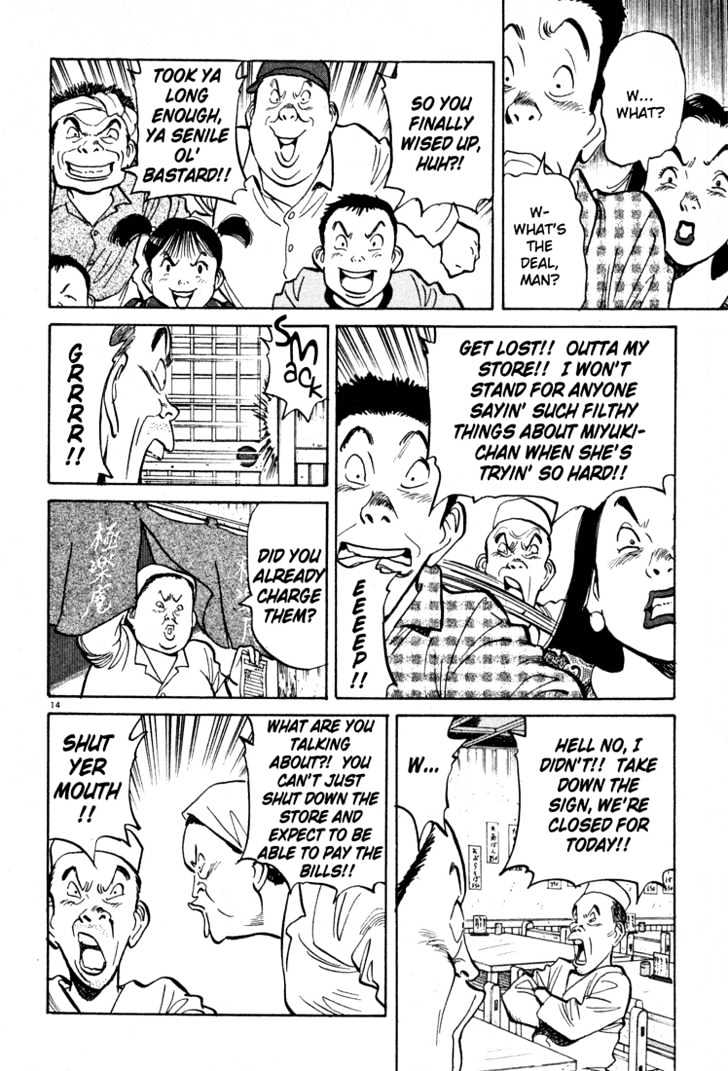 W...
WHAT?
W-
WHAT'S
THE
DEAL,
MAN?
SO YOU
FINALLY
WISED UP,
HUH?!
TOOK YA
LONG
ENOUGH,
YA SENILE
OL'
BASTARD!!
GET LOST!! OUTTA MY
STORE!! I WON'T
STAND FOR ANYONE
SAYIN' SUCH FILTHY
THINGS ABOUT MIYUKI-
CHAN WHEN SHE'S
TRYIN' SO HARD!!
EEEEP!!
SMACK
GRRRR!!
DID YOU
ALREADY
CHARGE
THEM?
極楽庵
14
HELL NO, I
DIDN'T!! TAKE
DOWN THE
SIGN, WE'RE
CLOSED FOR
TODAY!!
W...
WHAT ARE YOU
TALKING
ABOUT?! YOU
CAN'T JUST
SHUT DOWN THE
STORE AND
EXPECT TO BE
ABLE TO PAY THE
BILLS!!
SHUT
YER
MOUTH
!!